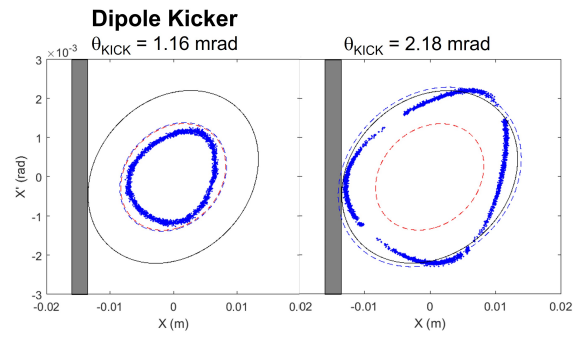 Dipole Kicker
θKICK = 1.16 mrad
θKICK = 2.18 mrad
×10-3
3
2
1
0
-1
-2
-3
X' (rad)
-0.02
-0.01
0
0.01
0.02
-0.01
0
0.01
0.02
X (m)
X (m)